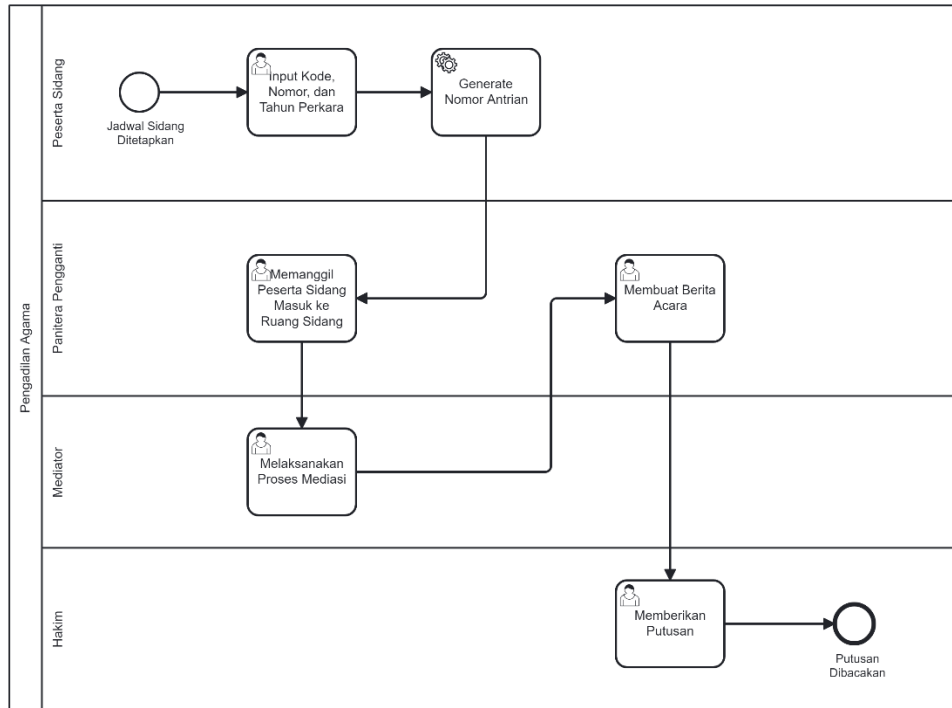 Pengadilan Agama
Peserta Sidang
Jadwal Sidang
Ditetapkan
Input Kode,
Nomor, dan
Tahun Perkara
Generate
Nomor Antrian
Panitera Pengganti
Memanggil
Peserta Sidang
Masuk ke
Ruang Sidang
Membuat Berita
Acara
Mediator
Melaksanakan
Proses Mediasi
Hakim
Memberikan
Putusan
Putusan
Dibacakan